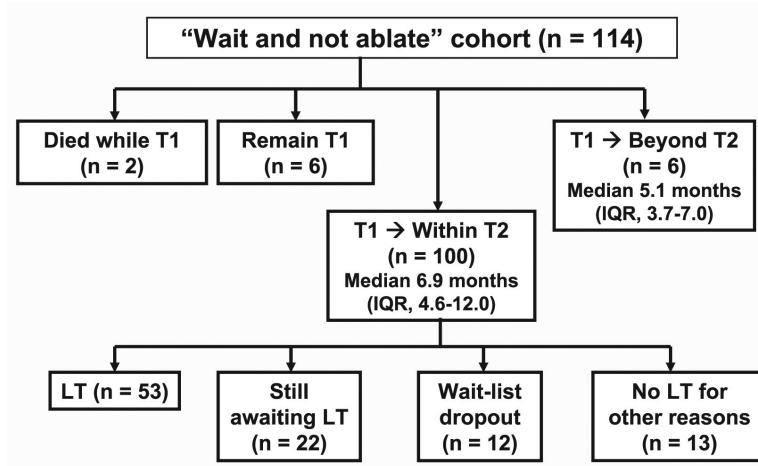 “Wait and not ablate” cohort (n = 114)
Died while T1
(n = 2)
Remain T1
(n = 6)
T1 → Beyond T2
(n = 6)
Median 5.1 months
(IQR, 3.7-7.0)
T1 → Within T2
(n = 100)
Median 6.9 months
(IQR, 4.6-12.0)
LT (n = 53)
Still
awaiting LT
(n = 22)
Wait-list
dropout
(n = 12)
No LT for
other reasons
(n = 13)